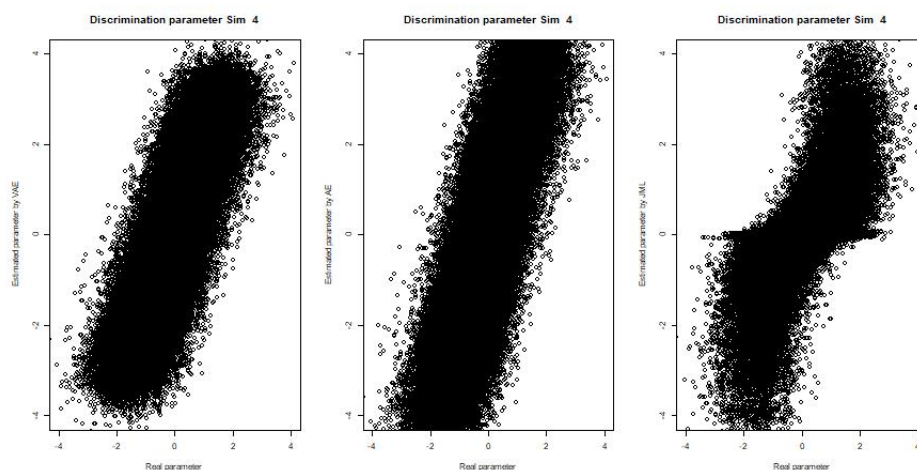 Discrimination parameter Sim 4
4
2
0
-2
-4
Estimated parameter by VAE
-4 -2 0 2 4
Real parameter
Discrimination parameter Sim 4
4
2
0
-2
-4
Estimated parameter by AE
-4 -2 0 2 4
Real parameter
Discrimination parameter Sim 4
4
2
0
-2
-4
Estimated parameter by JML
-4 -2 0 2 4
Real parameter